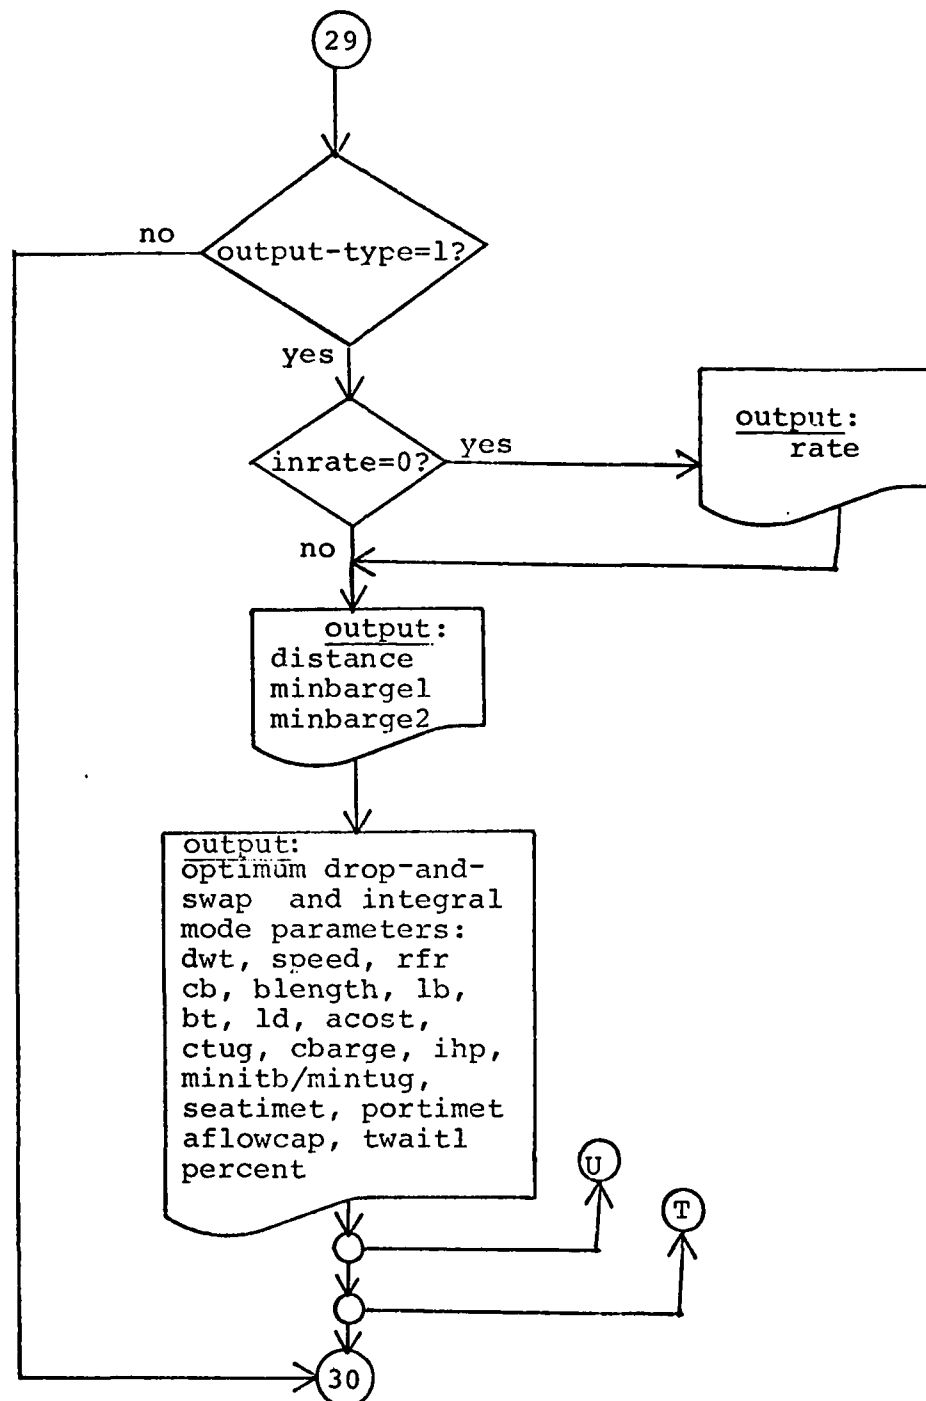 29
no
output-type=1?
yes
inrate=0?
yes
output:
rate
no
output:
distance
minbarge1
minbarge2
output:
optimum drop-and-
swap and integral
mode parameters:
dwt, speed, rfr
cb, blength, lb,
bt, ld, acost,
ctug, cbarge, ihp,
minitb/mintug,
seatimet, portimet
aflowcap, twaitl
percent
U
T
30